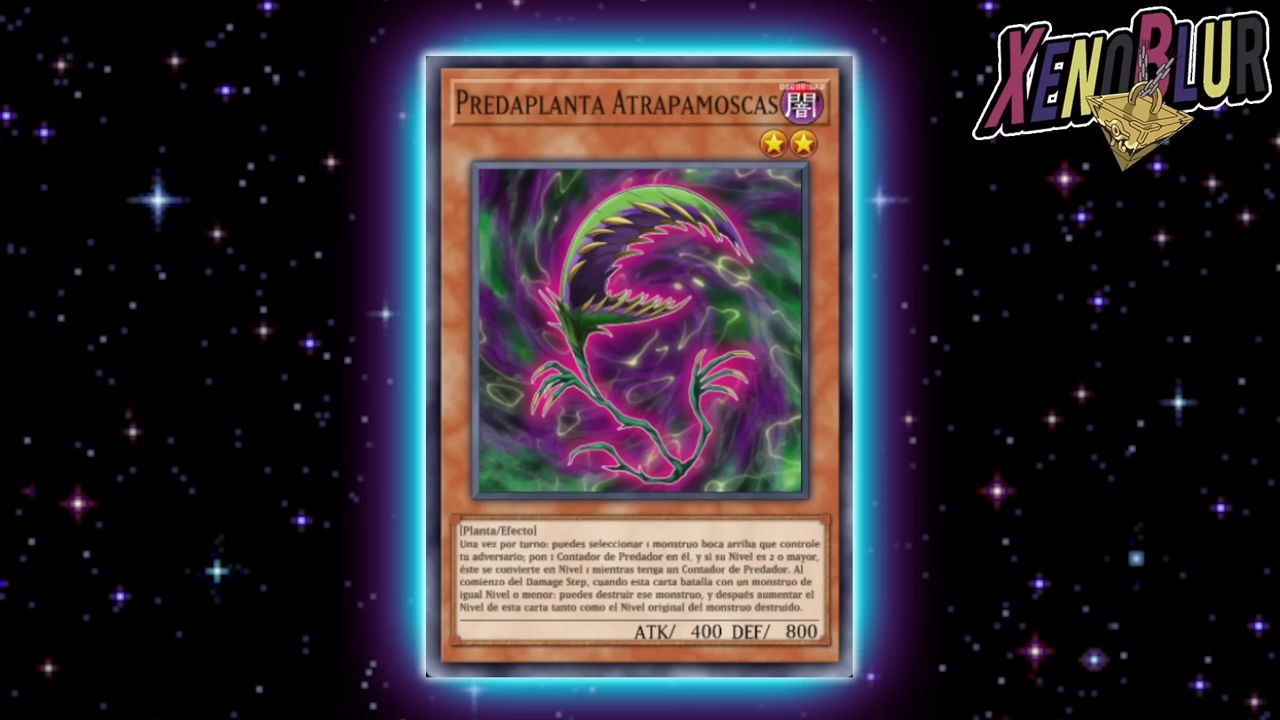 XENOBLUR
PREDAPLANTA ATRAPAMOSCAS
闇
[Planta/Efecto]
Una vez por turno: puedes seleccionar 1 monstruo boca arriba que controle
tu adversario; pon 1 Contador de Predador en él, y si su Nivel es 2 o mayor,
éste se convierte en Nivel 1 mientras tenga un Contador de Predador. Al
comienzo del Damage Step, cuando esta carta batalla con un monstruo de
igual Nivel o menor: puedes destruir ese monstruo, y después aumentar el
Nivel de esta carta tanto como el Nivel original del monstruo destruido.
ATK/ 400 DEF/ 800